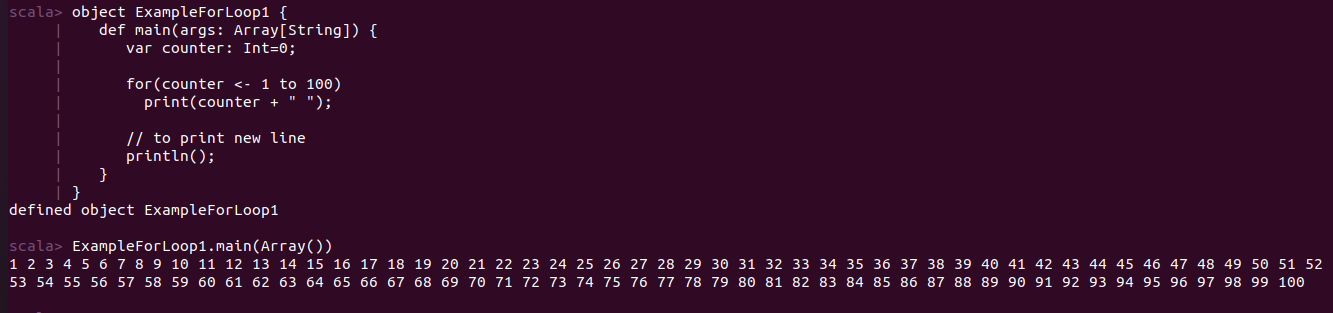 scala> object ExampleForLoop1 {
     |    def main(args: Array[String]) {
     |       var counter: Int=0;
     |
     |       for(counter <- 1 to 100)
     |         print(counter + " ");
     |
     |       // to print new line
     |       println();
     |    }
     | }
defined object ExampleForLoop1

scala> ExampleForLoop1.main(Array())
1 2 3 4 5 6 7 8 9 10 11 12 13 14 15 16 17 18 19 20 21 22 23 24 25 26 27 28 29 30 31 32 33 34 35 36 37 38 39 40 41 42 43 44 45 46 47 48 49 50 51 52
53 54 55 56 57 58 59 60 61 62 63 64 65 66 67 68 69 70 71 72 73 74 75 76 77 78 79 80 81 82 83 84 85 86 87 88 89 90 91 92 93 94 95 96 97 98 99 100